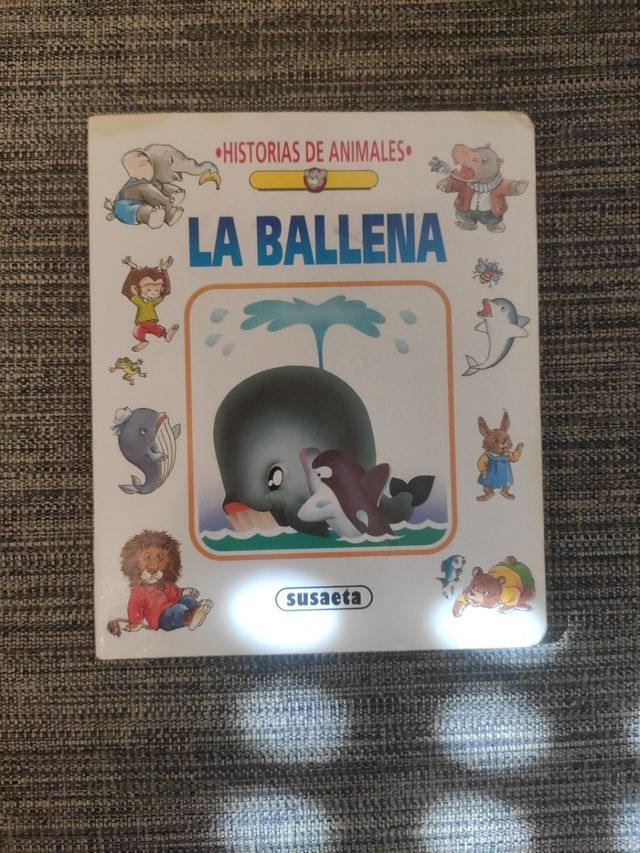 •HISTORIAS DE ANIMALES•
LA BALLENA
susaeta